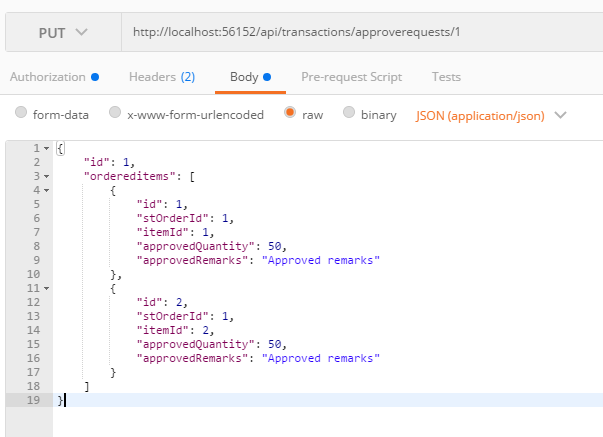 PUT http://localhost:56152/api/transactions/approverequests/1
Authorization Headers (2) Body Pre-request Script Tests
form-data x-www-form-urlencoded raw binary JSON (application/json)
1 {
2 "id": 1,
3 "ordereditems": [
4 {
5 "id": 1,
6 "stOrderId": 1,
7 "itemId": 1,
8 "approvedQuantity": 50,
9 "approvedRemarks": "Approved remarks"
10 },
11 {
12 "id": 2,
13 "stOrderId": 1,
14 "itemId": 2,
15 "approvedQuantity": 50,
16 "approvedRemarks": "Approved remarks"
17 }
18 ]
19 }